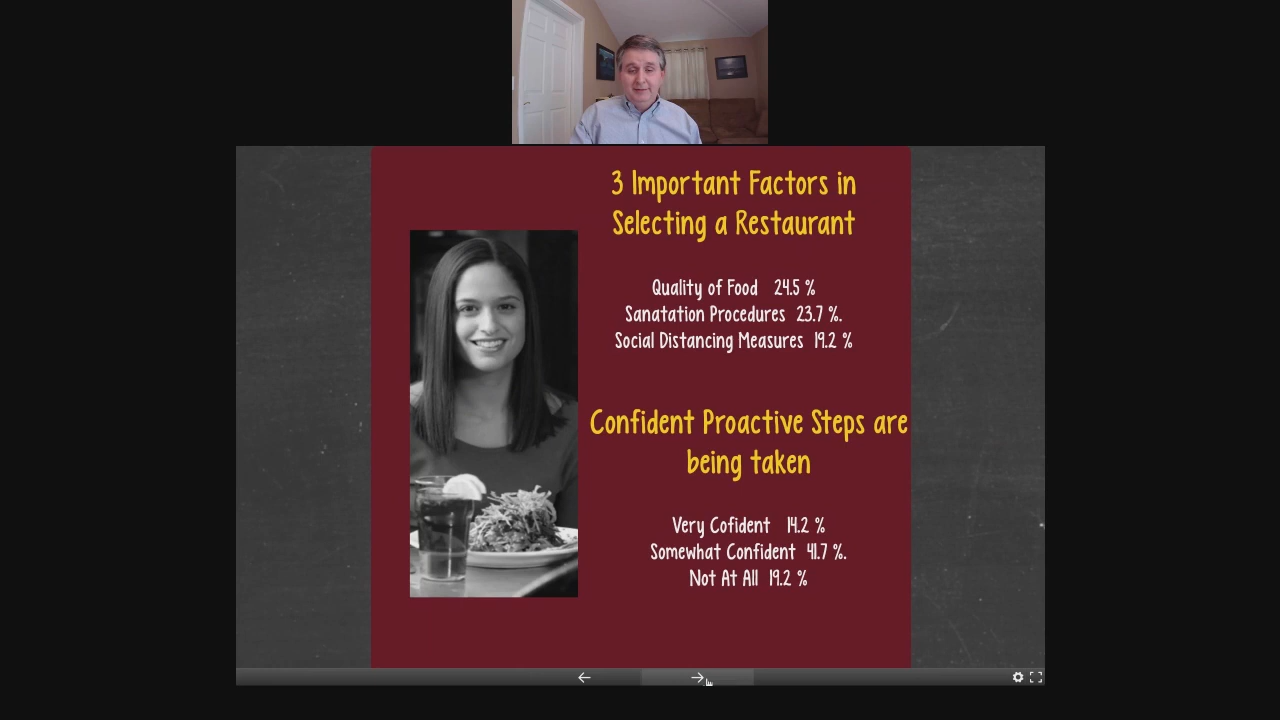 3 Important Factors in
Selecting a Restaurant
Quality of Food 24.5 %
Sanatation Procedures 23.7 %.
Social Distancing Measures 19.2 %
Confident Proactive Steps are
being taken
Very Cofident 14.2 %
Somewhat Confident 41.7 %.
Not At All 19.2 %